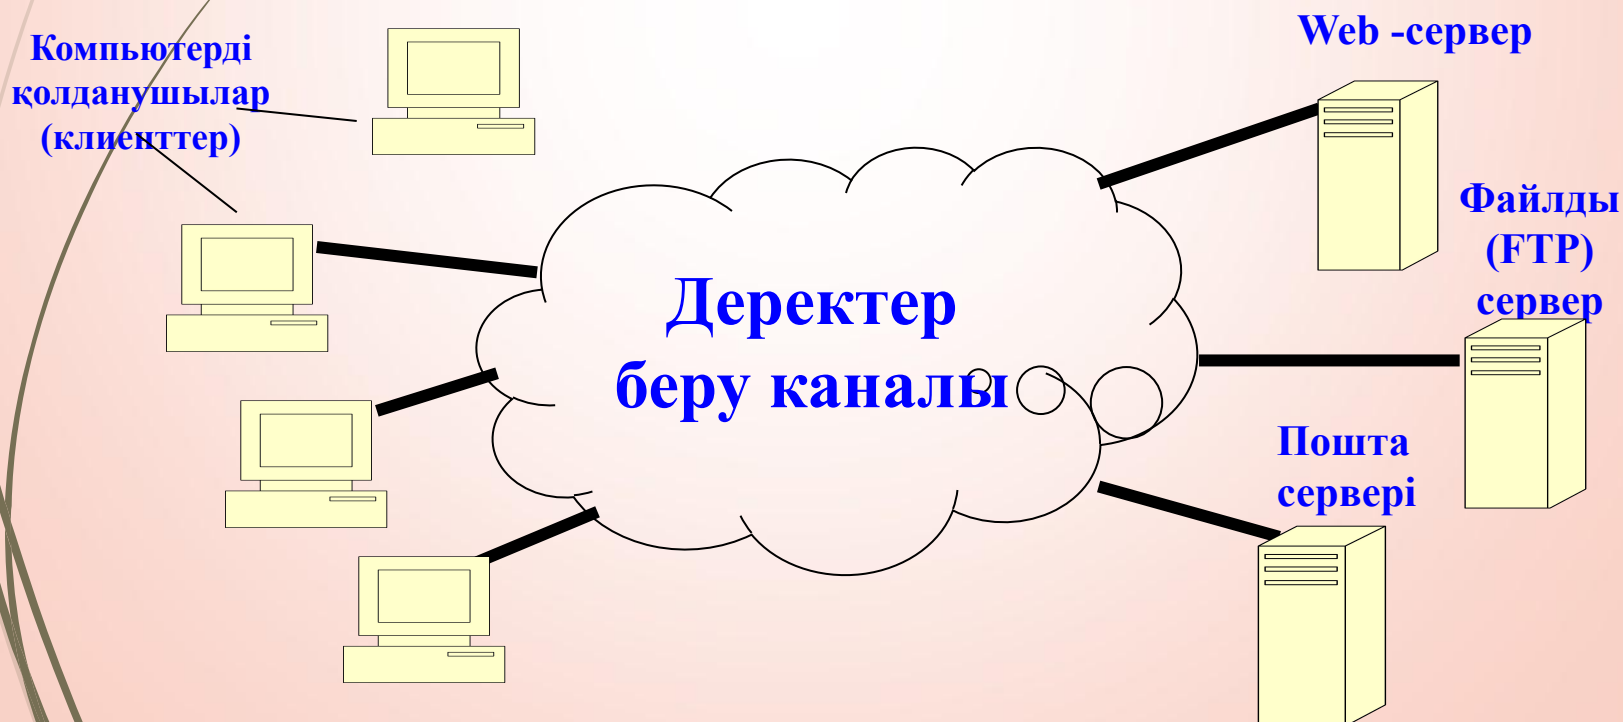 Компьютерді
қолданушылар
(клиенттер)
Web -сервер
Файлды
(FTP)
сервер
Деректер
беру каналы
Пошта
сервері